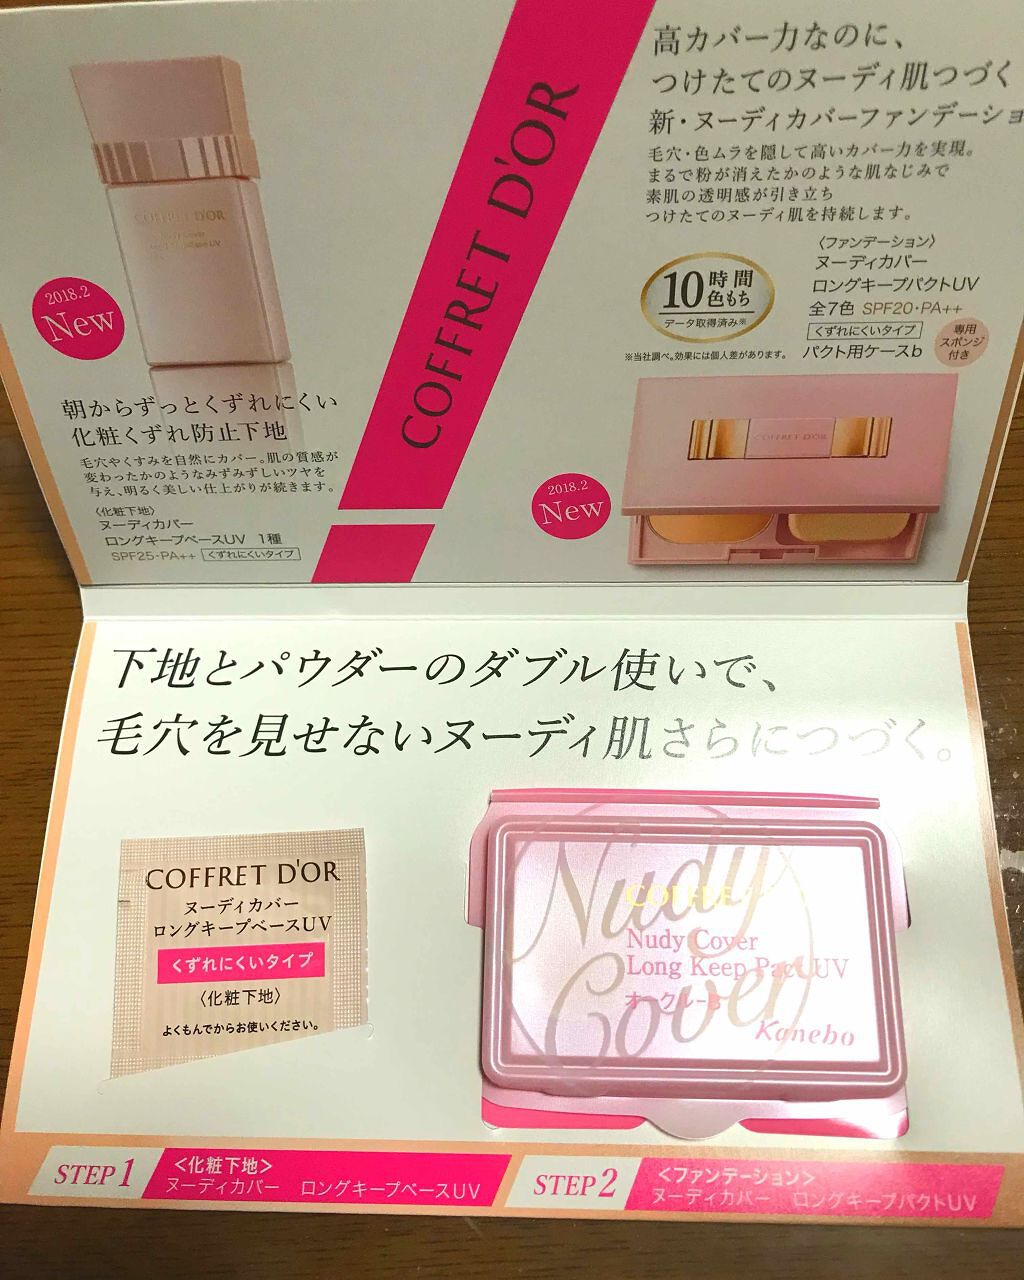 COFFRET D'OR
2018.2
New
朝からずっとくずれにくい
化粧くずれ防止下地
毛穴やくすみを自然にカバー。肌の質感が
変わったかのようなみずみずしいツヤを
与え、明るく美しい仕上がりが続きます。
〈化粧下地〉
ヌーディカバー
ロングキープベースUV 1種
SPF25・PA++ くずれにくいタイプ
COFFRET D'OR
高カバー力なのに、
つけたてのヌーディ肌つづく
新・ヌーディカバーファンデーショ
毛穴・色ムラを隠して高いカバー力を実現。
まるで粉が消えたかのような肌なじみで
素肌の透明感が引き立ち
つけたてのヌーディ肌を持続します。
10時間
色もち
データ取得済み※
※当社調べ。効果には個人差があります。
〈ファンデーション〉
ヌーディカバー
ロングキープパクトUV
全7色 SPF20・PA++
くずれにくいタイプ
パクト用ケースb
専用
スポンジ
付き
COFFRET D'OR
2018.2
New
下地とパウダーのダブル使いで、
毛穴を見せないヌーディ肌さらにつづく。
COFFRET D'OR
ヌーディカバー
ロングキープベースUV
くずれにくいタイプ
〈化粧下地〉
よくもんでからお使いください。
Nudy
Cover
Nudy Cover
Long Keep Pact UV
オークル-B
Kanebo
STEP 1
<化粧下地>
ヌーディカバー ロングキープベースUV
STEP 2
<ファンデーション>
ヌーディカバー ロングキープパクトUV